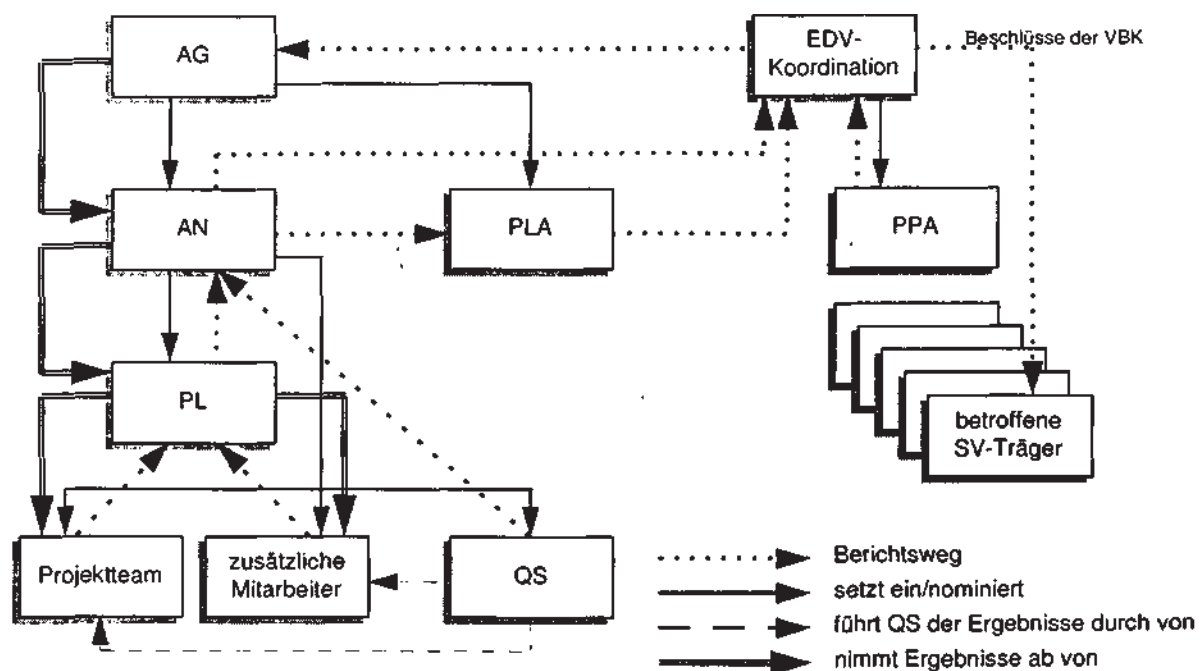 AG
EDV-
Koordination
Beschlüsse der VBK
AN
PLA
PPA
PL
betroffene
SV-Träger
Projektteam
zusätzliche
Mitarbeiter
QS
Berichtsweg
setzt ein/nominiert
führt QS der Ergebnisse durch von
nimmt Ergebnisse ab von